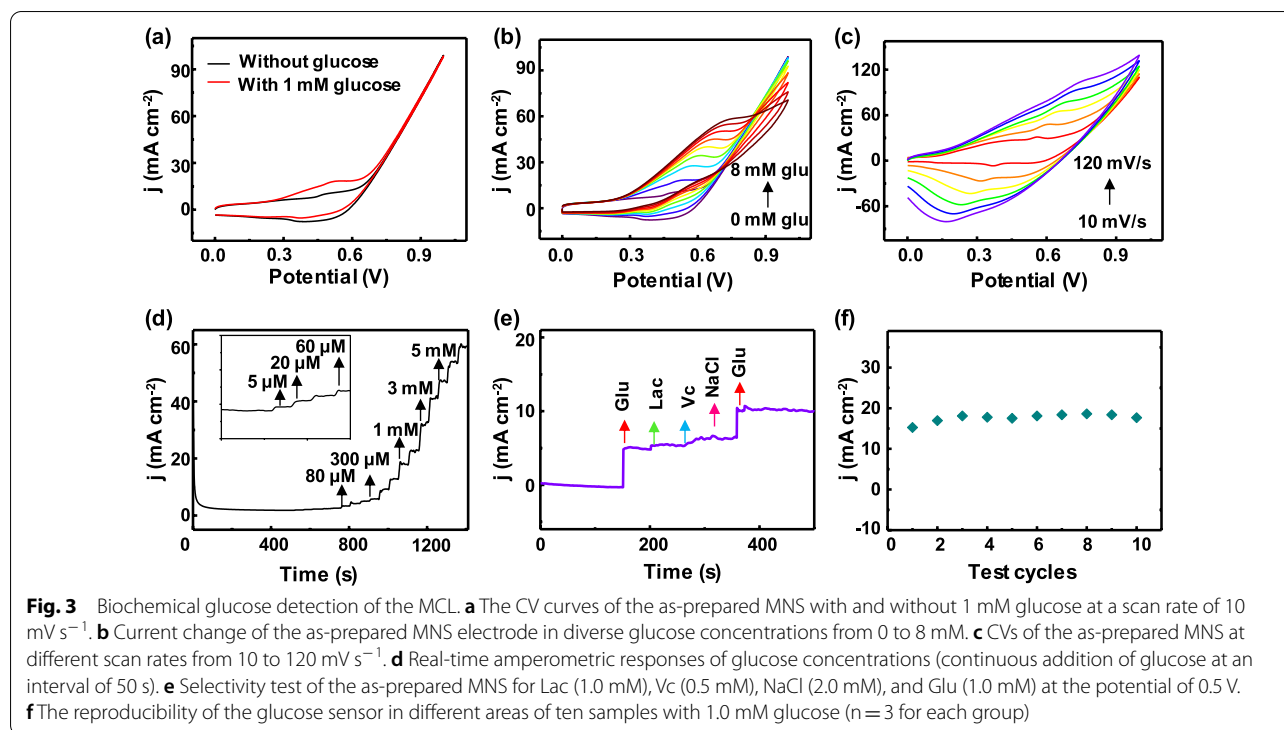 (a)
j (mA cm-2)
90
60
30
0
Without glucose
With 1 mM glucose
0.0 0.3 0.6 0.9
Potential (V)
(b)
j (mA cm-2)
90
60
30
0
8 mM glu
0 mM glu
0.0 0.3 0.6 0.9
Potential (V)
(c)
j (mA cm-2)
120
60
0
-60
120 mV/s
10 mV/s
0.0 0.3 0.6 0.9
Potential (V)
(d)
j (mA cm-2)
60
40
20
0
5 µM
20 µM
60 µM
80 µM
300 µM
1 mM
3 mM
5 mM
0 400 800 1200
Time (s)
(e)
j (mA cm-2)
20
10
0
Glu
Lac
Vc
NaCl
Glu
0 200 400
Time (s)
(f)
j (mA cm-2)
30
20
10
0
-10
0 2 4 6 8 10
Test cycles
Fig. 3 Biochemical glucose detection of the MCL. a The CV curves of the as-prepared MNS with and without 1 mM glucose at a scan rate of 10
mV s−1. b Current change of the as-prepared MNS electrode in diverse glucose concentrations from 0 to 8 mM. c CVs of the as-prepared MNS at
different scan rates from 10 to 120 mV s−1. d Real-time amperometric responses of glucose concentrations (continuous addition of glucose at an
interval of 50 s). e Selectivity test of the as-prepared MNS for Lac (1.0 mM), Vc (0.5 mM), NaCl (2.0 mM), and Glu (1.0 mM) at the potential of 0.5 V.
f The reproducibility of the glucose sensor in different areas of ten samples with 1.0 mM glucose (n = 3 for each group)